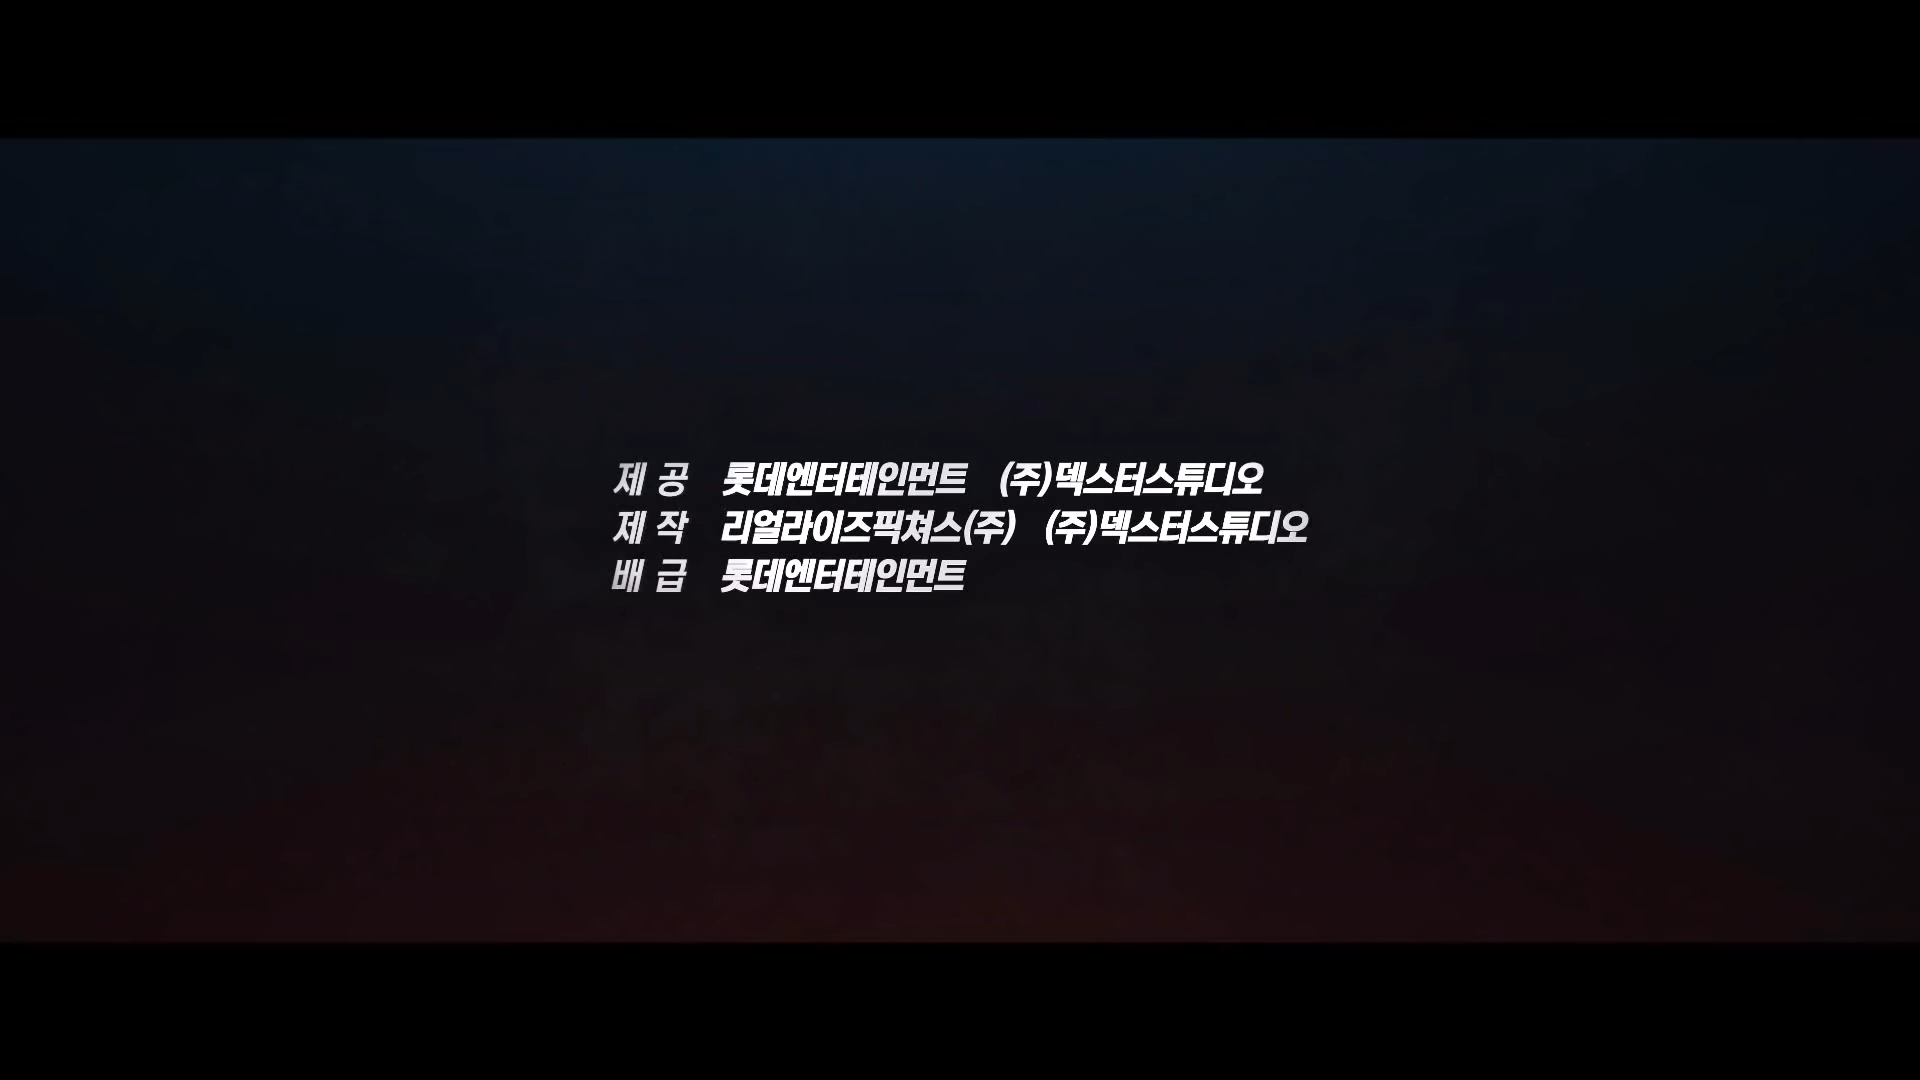 제 공 롯데엔터테인먼트 (주)덱스터스튜디오
제 작 리얼라이즈픽쳐스(주) (주)덱스터스튜디오
배 급 롯데엔터테인먼트